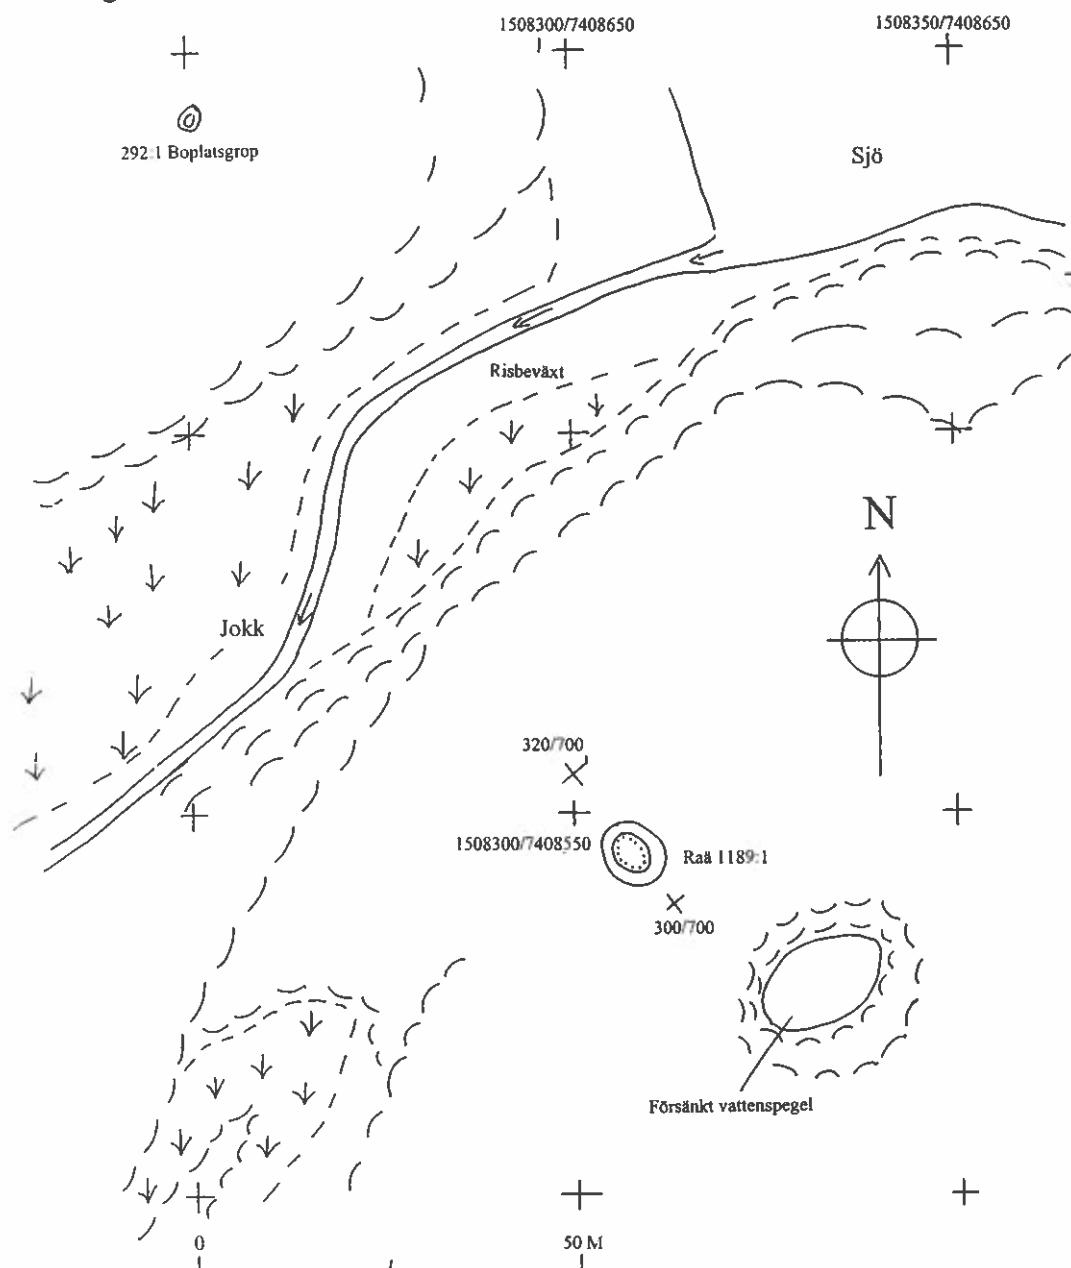 1508300/7408650
1508350/7408650
292:1 Boplatsgrop
Sjö
Risbeväxt
N
Jokk
320/700
1508300/7408550
Raä 1189:1
300/700
Försänkt vattenspegel
0
50 M